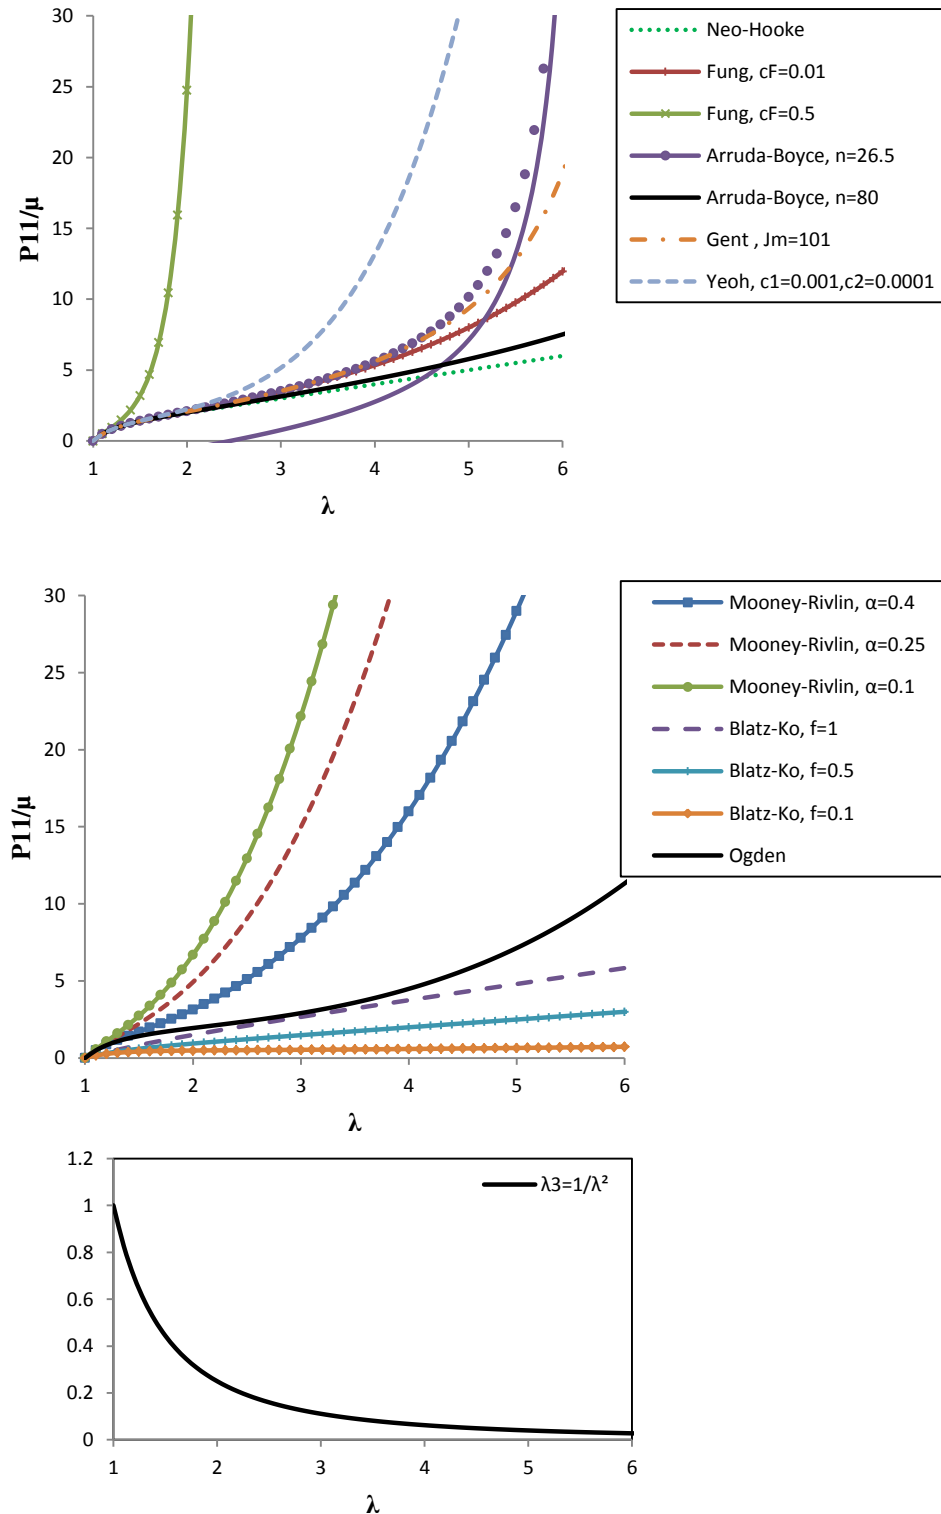 30
25
20
15
10
5
0
P11/μ
1 2 3 4 5 6
λ
Neo-Hooke
Fung, cF=0.01
Fung, cF=0.5
Arruda-Boyce, n=26.5
Arruda-Boyce, n=80
Gent , Jm=101
Yeoh, c1=0.001,c2=0.0001
30
25
20
15
10
5
0
P11/μ
1 2 3 4 5 6
λ
Mooney-Rivlin, α=0.4
Mooney-Rivlin, α=0.25
Mooney-Rivlin, α=0.1
Blatz-Ko, f=1
Blatz-Ko, f=0.5
Blatz-Ko, f=0.1
Ogden
1.2
1
0.8
0.6
0.4
0.2
0
1 2 3 4 5 6
λ
λ3=1/λ²